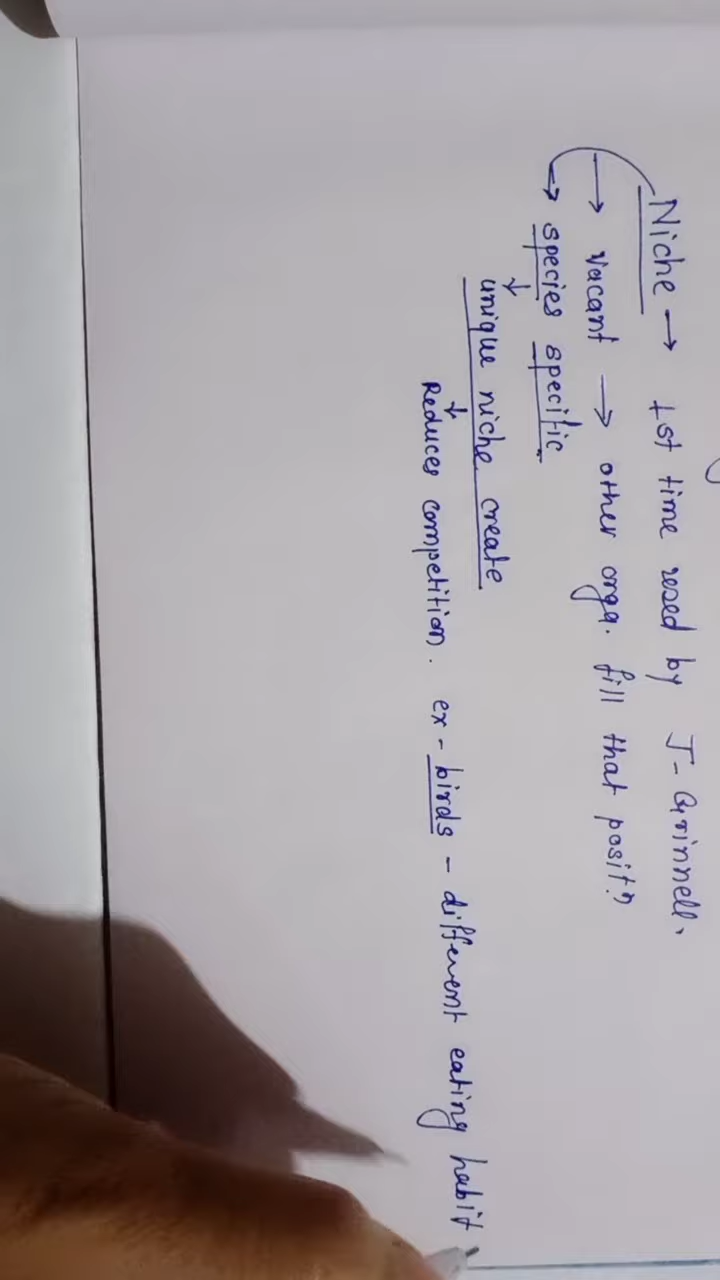 Niche → 1st time used by J-Grinnell.
→ vacant → other orga. fill that positn
→ species specific
↓
unique niche create
↓
Reduces competition. ex - birds - different eating habit